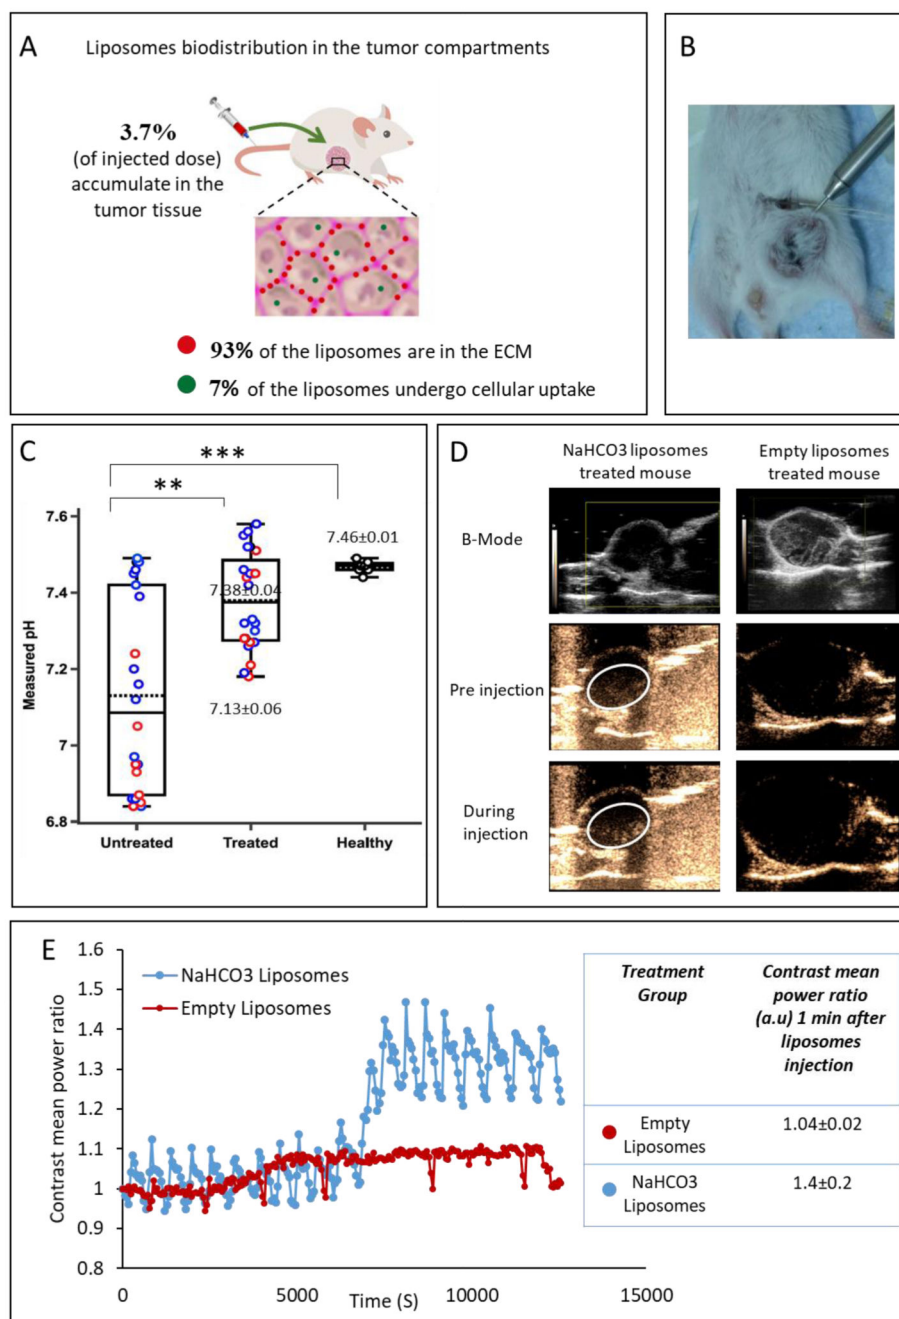 A
Liposomes biodistribution in the tumor compartments
3.7%
(of injected dose)
accumulate in the
tumor tissue
93% of the liposomes are in the ECM
7% of the liposomes undergo cellular uptake
B
C
***
**
7.46±0.01
7.38±0.04
7.13±0.06
Measured pH
7.6
7.4
7.2
7
6.8
Untreated
Treated
Healthy
D
NaHCO3 liposomes
treated mouse
Empty liposomes
treated mouse
B-Mode
Pre injection
During
injection
E
Contrast mean power ratio
1.6
1.5
1.4
1.3
1.2
1.1
1
0.9
0.8
NaHCO3 Liposomes
Empty Liposomes
0
5000
10000
15000
Time (S)
Treatment
Group
Contrast mean
power ratio
(a.u) 1 min after
liposomes
injection
Empty
Liposomes
1.04±0.02
NaHCO3
Liposomes
1.4±0.2